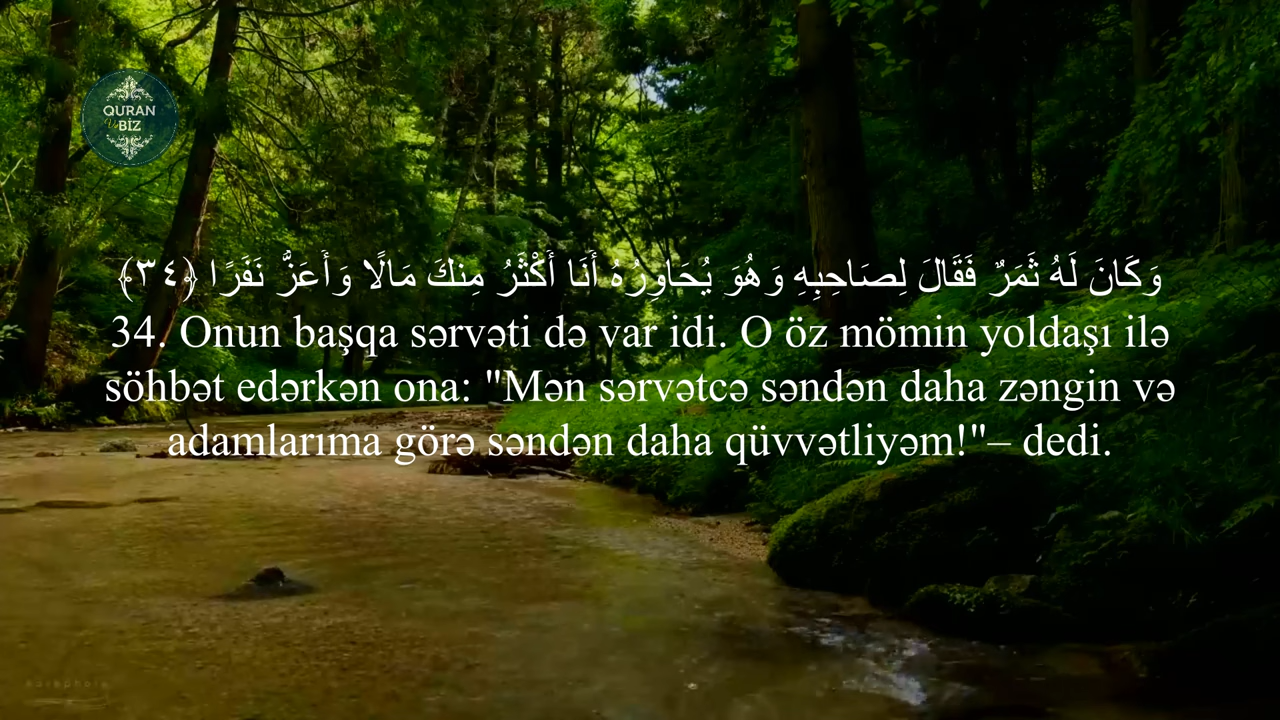 QURAN
Və BİZ
وَكَانَ لَهُ ثَمَرٌ فَقَالَ لِصَاحِبِهِ وَهُوَ يُحَاوِرُهُ أَنَا أَكْثَرُ مِنكَ مَالًا وَأَعَزُّ نَفَرًا ﴿٣٤﴾
34. Onun başqa sərvəti də var idi. O öz mömin yoldaşı ilə
söhbət edərkən ona: "Mən sərvətcə səndən daha zəngin və
adamlarıma görə səndən daha qüvvətliyəm!"– dedi.